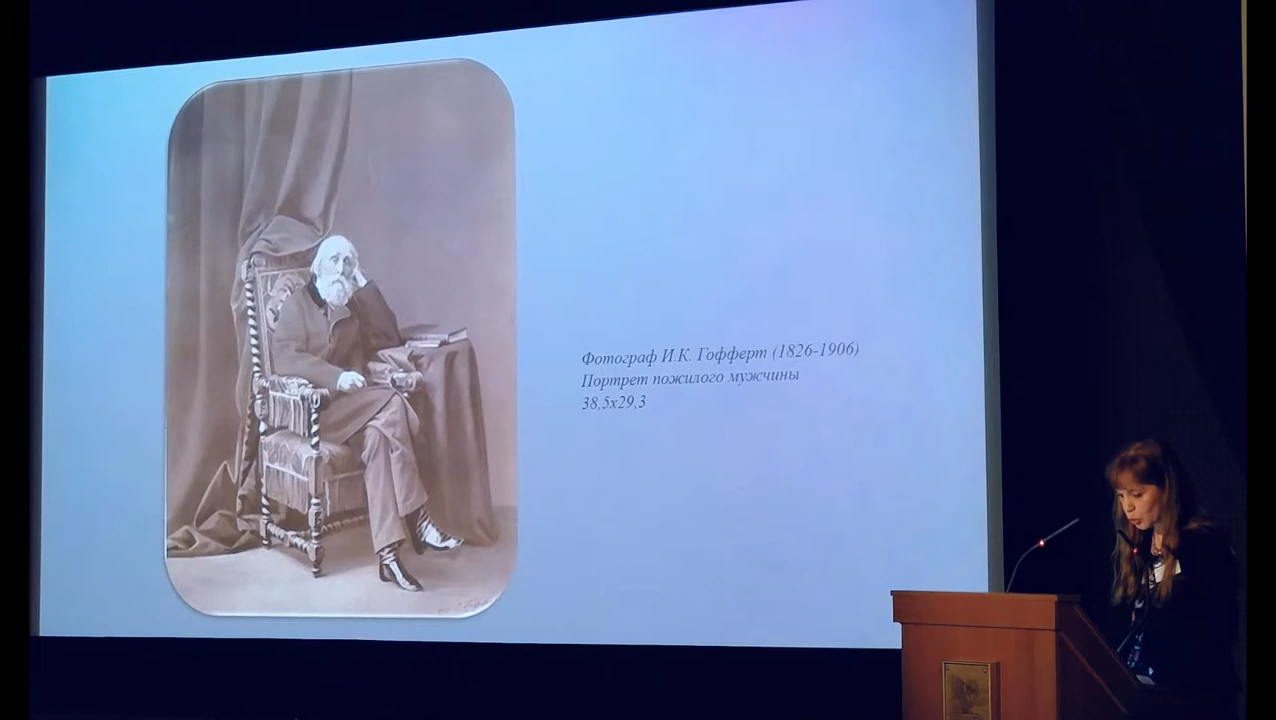 Фотограф И.К. Гофферт (1826-1906)
Портрет пожилого мужчины
38,5х29,3